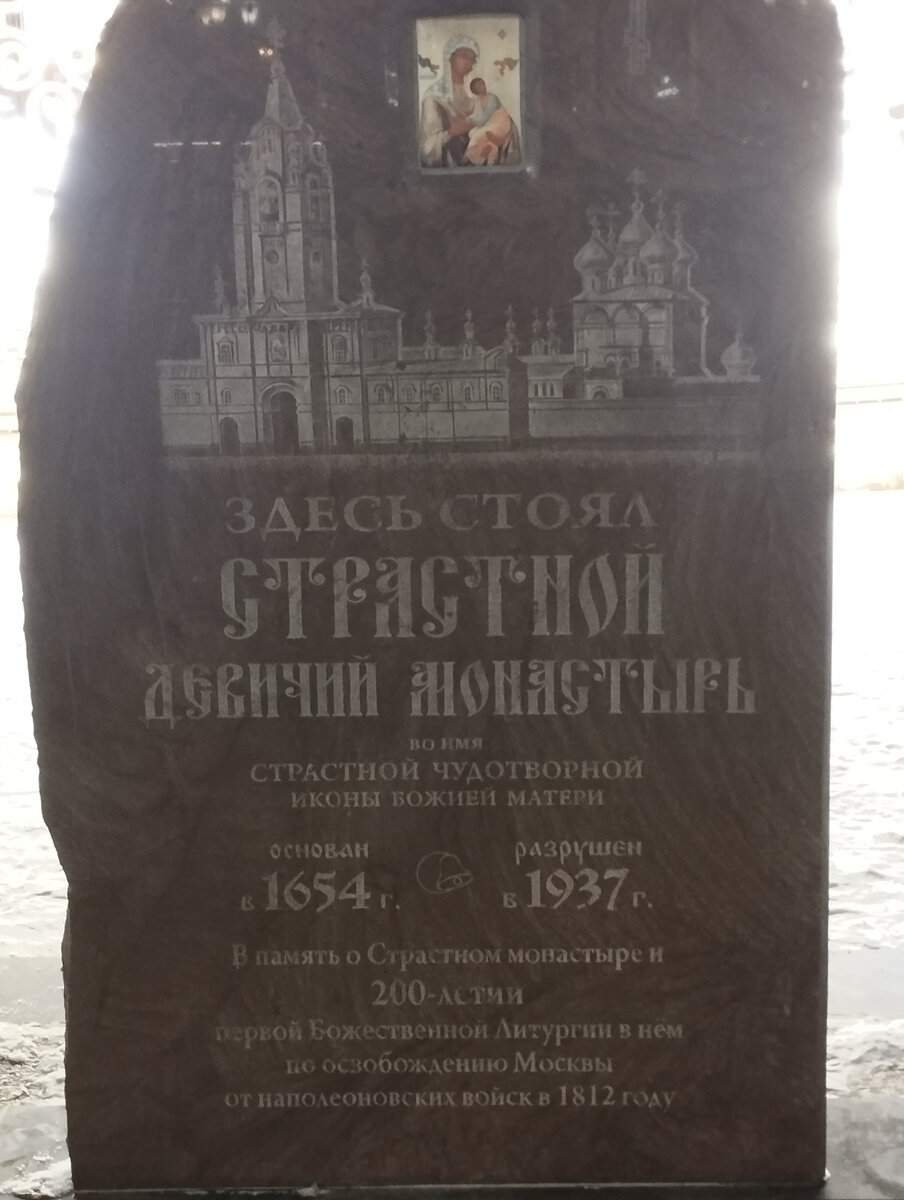 ЗДЕСЬ СТОЯЛ
СТРАСТНОЙ
ДЕВИЧИЙ МОНАСТЫРЬ
ВО ИМЯ
СТРАСТНОЙ ЧУДОТВОРНОЙ
ИКОНЫ БОЖИЕЙ МАТЕРИ
основан разрушен
в 1654 г. в 1937 г.
В память о Страстном монастыре и
200-летии
первой Божественной Литургии в нём
по освобождению Москвы
от наполеоновских войск в 1812 году